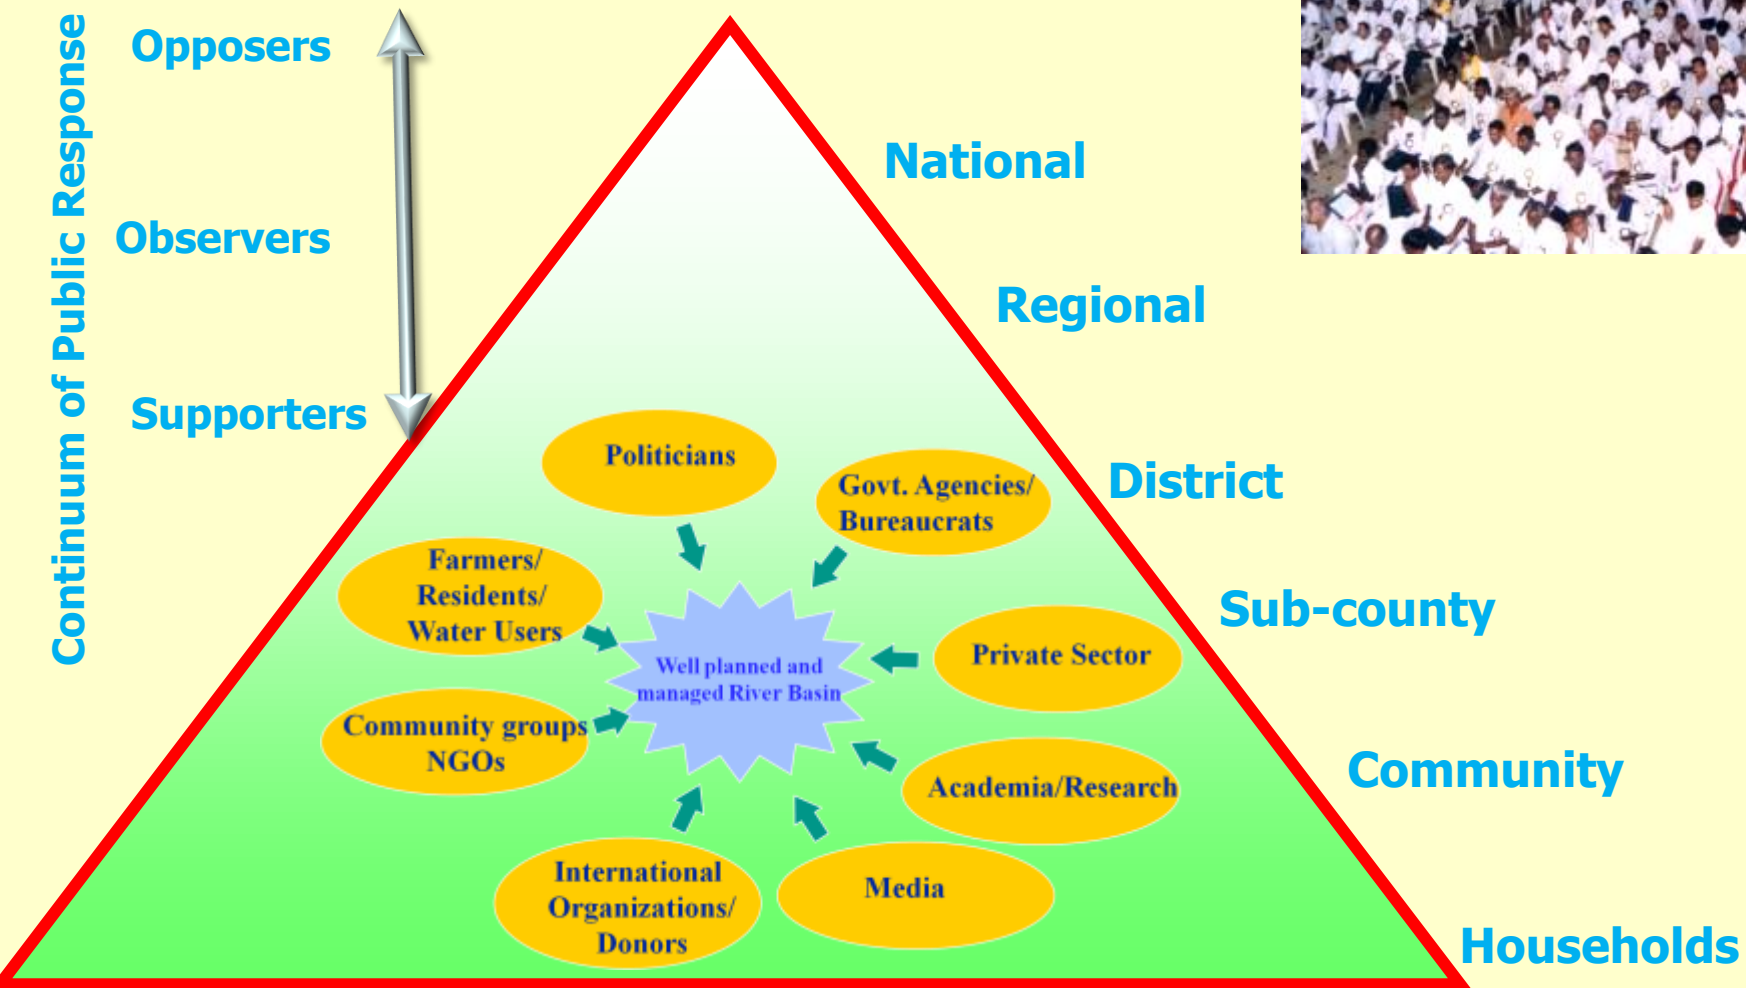 Continuum of Public Response
Opposers
Observers
Supporters
National
Regional
District
Sub-county
Community
Households
Politicians
Govt. Agencies/
Bureaucrats
Farmers/
Residents/
Water Users
Private Sector
Well planned and
managed River Basin
Community groups
NGOs
Academia/Research
International
Organizations/
Donors
Media